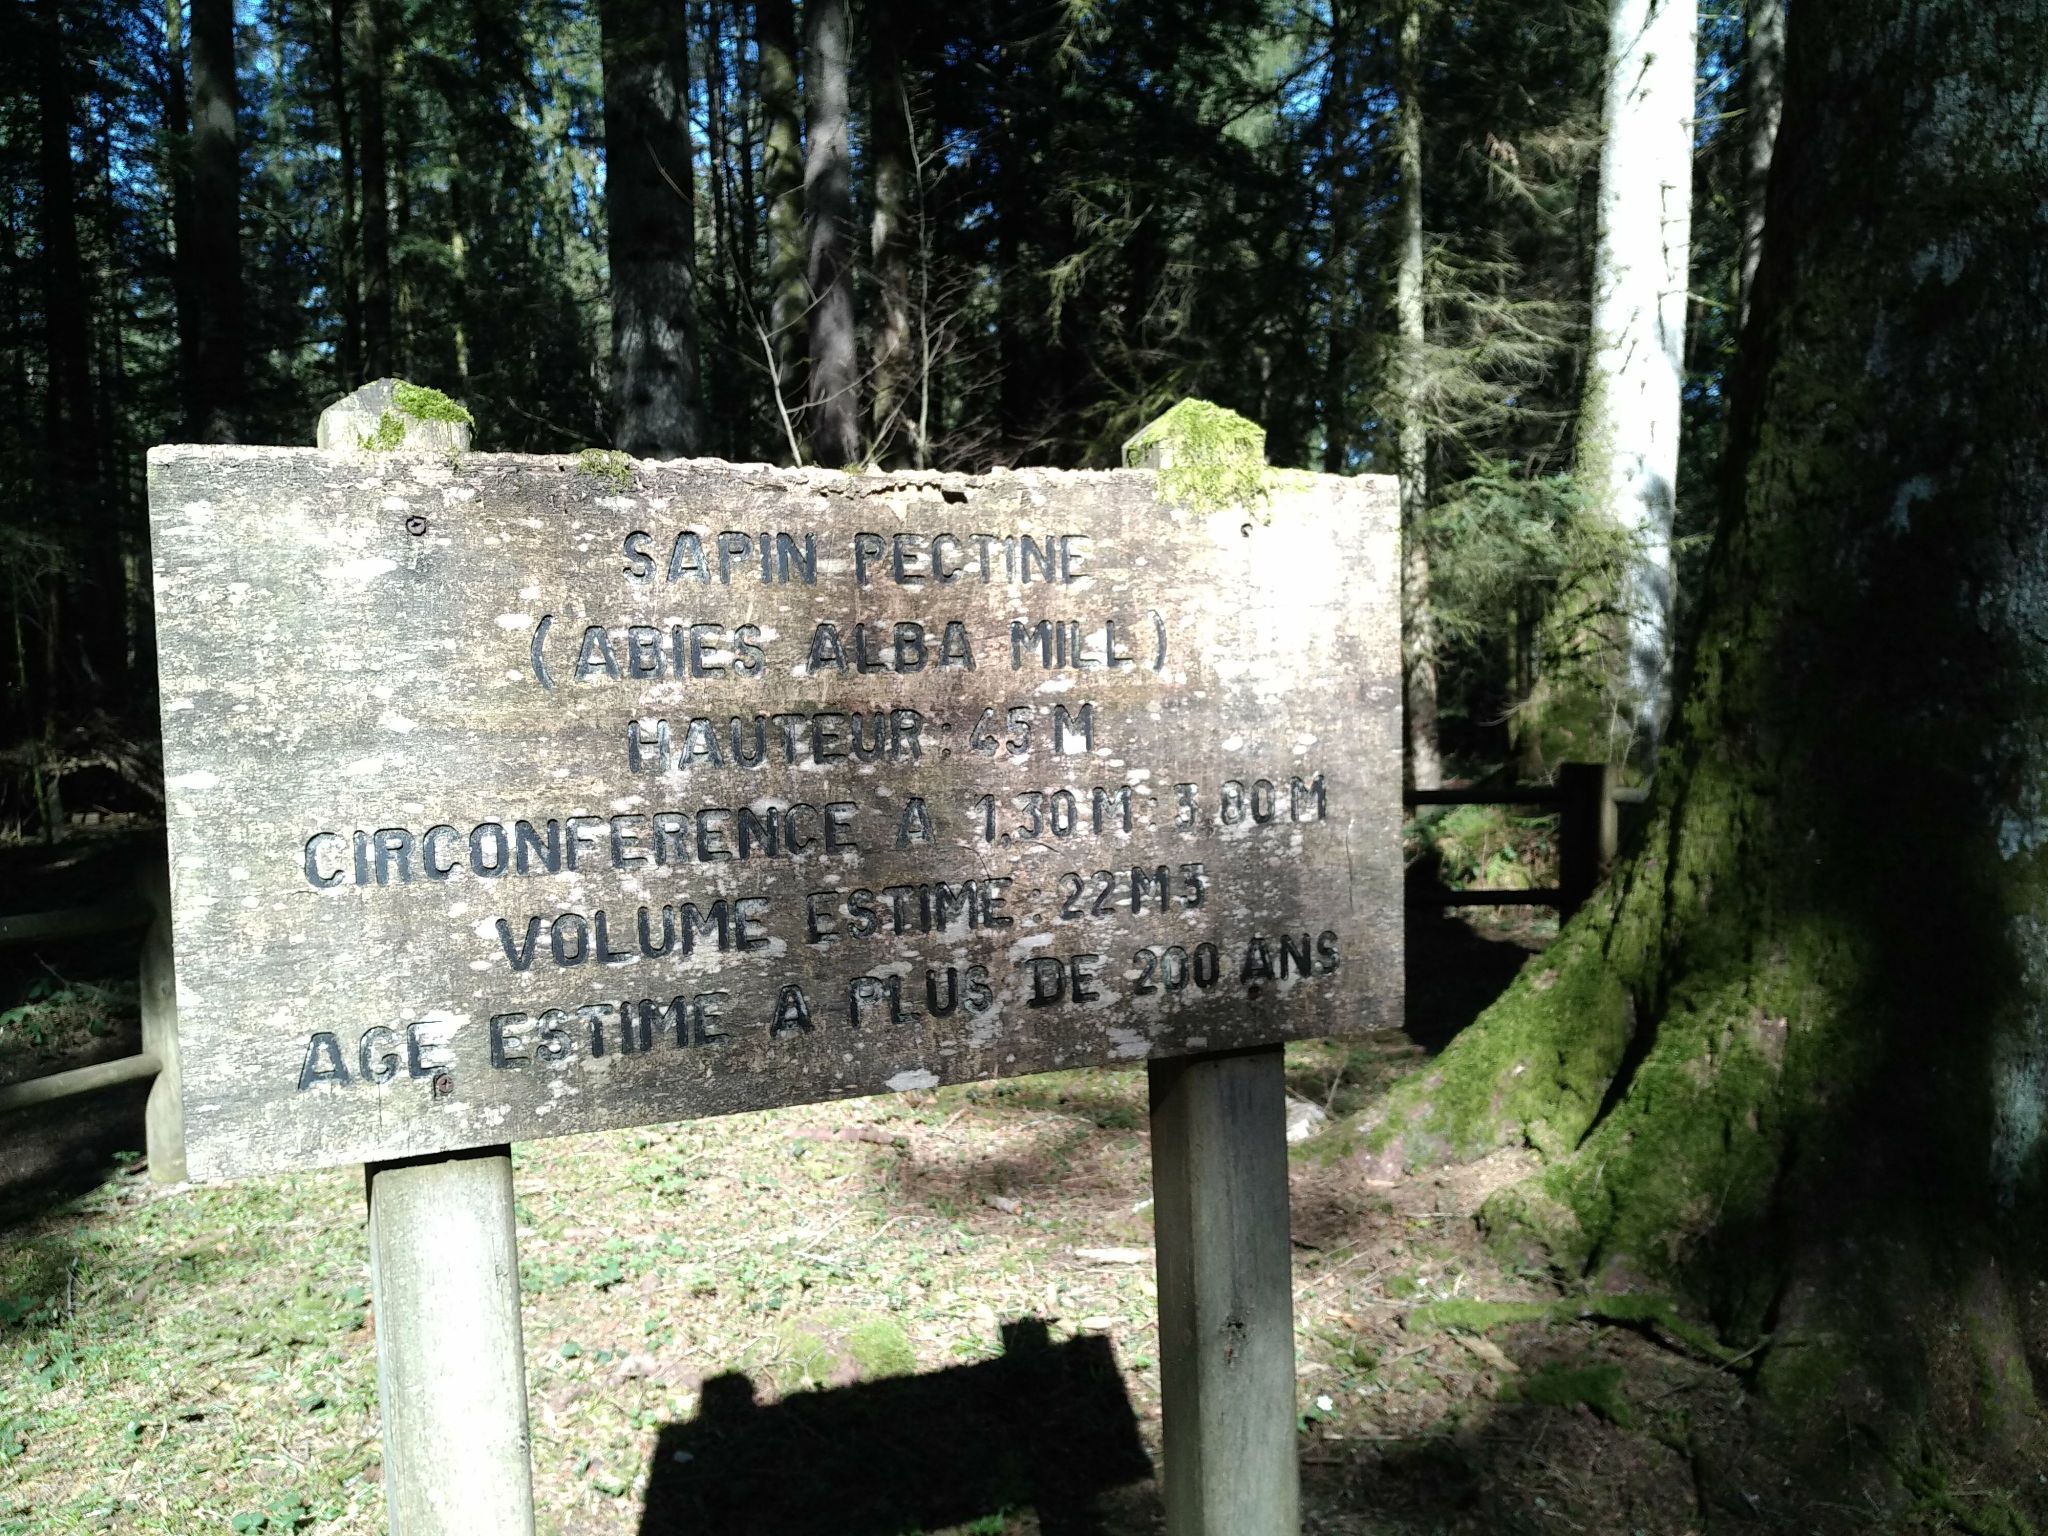 SAPIN PECTINE
(ABIES ALBA MILL)
HAUTEUR: 45 M
CIRCONFERENCE A 1,30 M: 3,80 M
VOLUME ESTIME: 22 M3
AGE ESTIME A PLUS DE 200 ANS